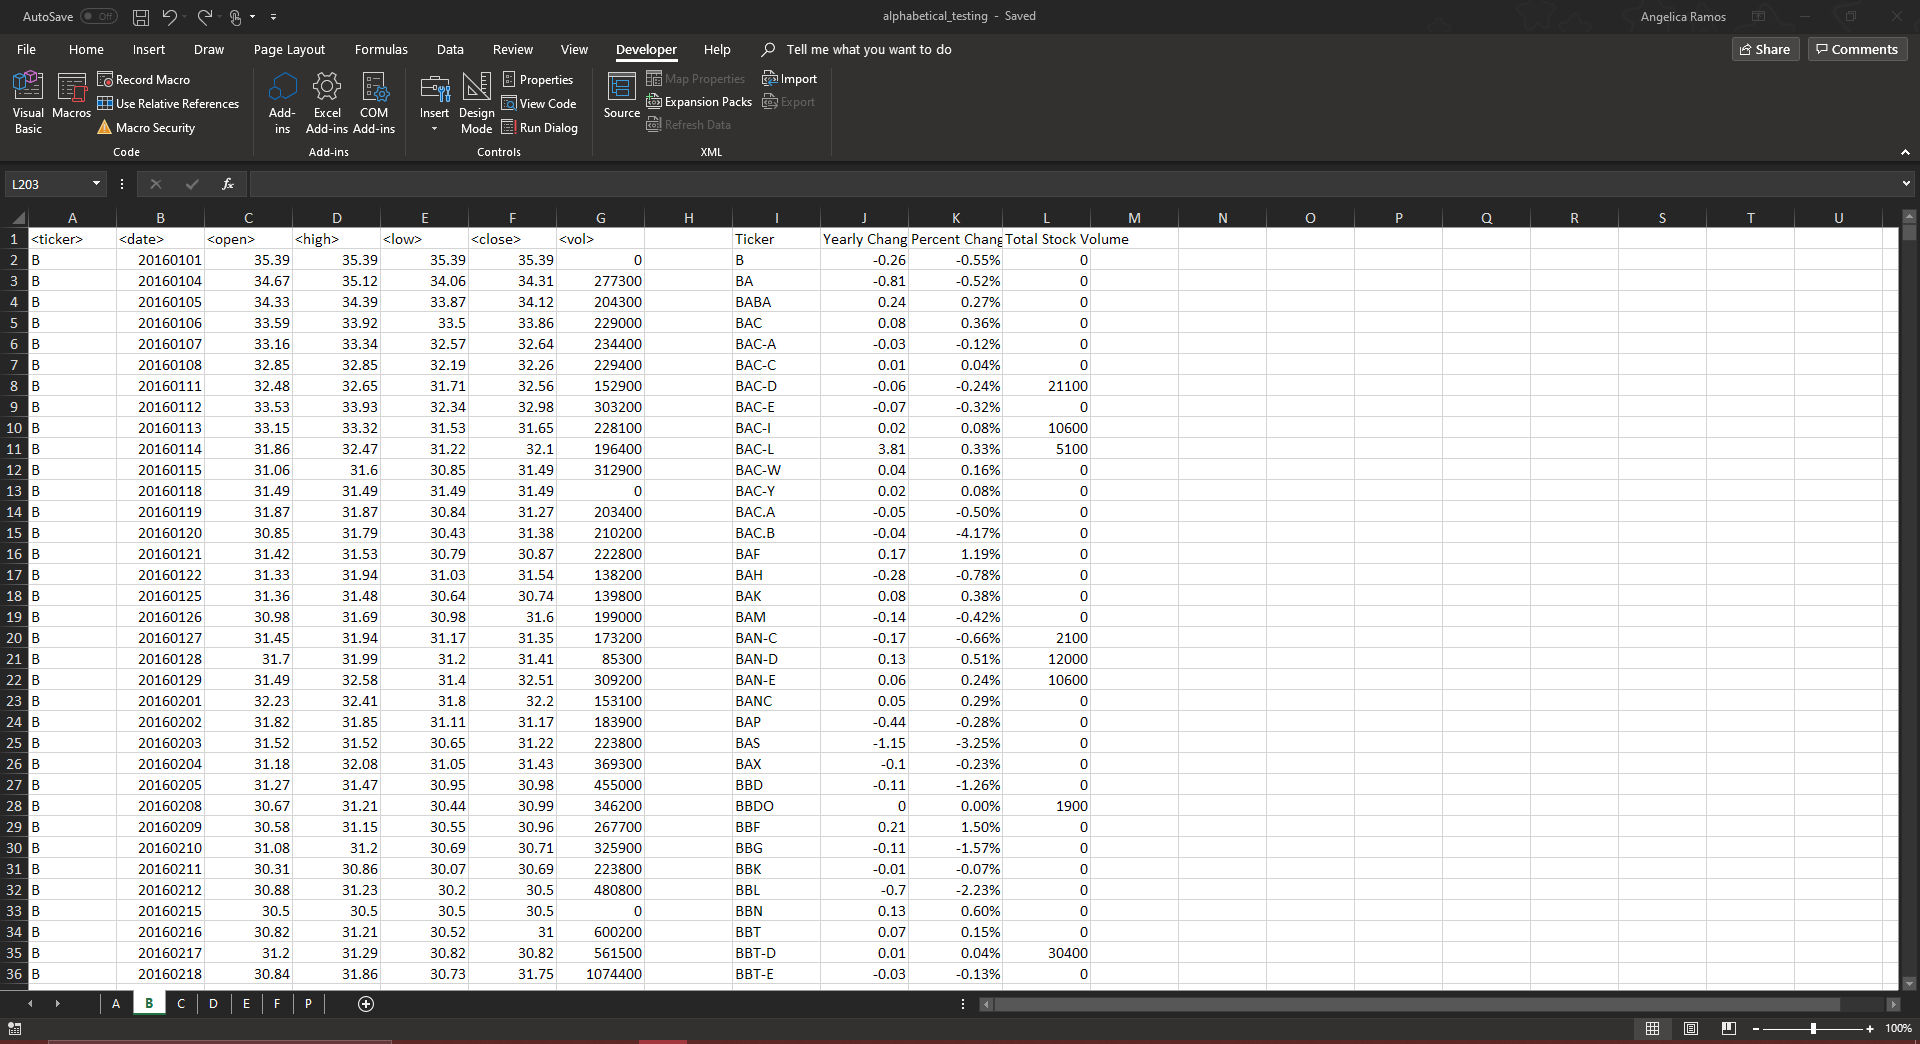 AutoSave Off alphabetical_testing - Saved Angelica Ramos
File Home Insert Draw Page Layout Formulas Data Review View Developer Help Tell me what you want to do Share Comments
Visual Basic
Macros
Record Macro
Use Relative References
Macro Security
Code
Add-ins
Excel Add-ins
COM Add-ins
Add-ins
Insert
Design Mode
Properties
View Code
Run Dialog
Controls
Source
Map Properties
Expansion Packs
Refresh Data
Import
Export
XML
L203 fx
A B C D E F G H I J K L M N O P Q R S T U
1 <ticker> <date> <open> <high> <low> <close> <vol> Ticker Yearly Chang Percent Chang Total Stock Volume
2 B 20160101 35.39 35.39 35.39 35.39 0 B -0.26 -0.55% 0
3 B 20160104 34.67 35.12 34.06 34.31 277300 BA -0.81 -0.52% 0
4 B 20160105 34.33 34.39 33.87 34.12 204300 BABA 0.24 0.27% 0
5 B 20160106 33.59 33.92 33.5 33.86 229000 BAC 0.08 0.36% 0
6 B 20160107 33.16 33.34 32.57 32.64 234400 BAC-A -0.03 -0.12% 0
7 B 20160108 32.85 32.85 32.19 32.26 229400 BAC-C 0.01 0.04% 0
8 B 20160111 32.48 32.65 31.71 32.56 152900 BAC-D -0.06 -0.24% 21100
9 B 20160112 33.53 33.93 32.34 32.98 303200 BAC-E -0.07 -0.32% 0
10 B 20160113 33.15 33.32 31.53 31.65 228100 BAC-I 0.02 0.08% 10600
11 B 20160114 31.86 32.47 31.22 32.1 196400 BAC-L 3.81 0.33% 5100
12 B 20160115 31.06 31.6 30.85 31.49 312900 BAC-W 0.04 0.16% 0
13 B 20160118 31.49 31.49 31.49 31.49 0 BAC-Y 0.02 0.08% 0
14 B 20160119 31.87 31.87 30.84 31.27 203400 BAC.A -0.05 -0.50% 0
15 B 20160120 30.85 31.79 30.43 31.38 210200 BAC.B -0.04 -4.17% 0
16 B 20160121 31.42 31.53 30.79 30.87 222800 BAF 0.17 1.19% 0
17 B 20160122 31.33 31.94 31.03 31.54 138200 BAH -0.28 -0.78% 0
18 B 20160125 31.36 31.48 30.64 30.74 139800 BAK 0.08 0.38% 0
19 B 20160126 30.98 31.69 30.98 31.6 199000 BAM -0.14 -0.42% 0
20 B 20160127 31.45 31.94 31.17 31.35 173200 BAN-C -0.17 -0.66% 2100
21 B 20160128 31.7 31.99 31.2 31.41 85300 BAN-D 0.13 0.51% 12000
22 B 20160129 31.49 32.58 31.4 32.51 309200 BAN-E 0.06 0.24% 10600
23 B 20160201 32.23 32.41 31.8 32.2 153100 BANC 0.05 0.29% 0
24 B 20160202 31.82 31.85 31.11 31.17 183900 BAP -0.44 -0.28% 0
25 B 20160203 31.52 31.52 30.65 31.22 223800 BAS -1.15 -3.25% 0
26 B 20160204 31.18 32.08 31.05 31.43 369300 BAX -0.1 -0.23% 0
27 B 20160205 31.27 31.47 30.95 30.98 455000 BBD -0.11 -1.26% 0
28 B 20160208 30.67 31.21 30.44 30.99 346200 BBDO 0 0.00% 1900
29 B 20160209 30.58 31.15 30.55 30.96 267700 BBF 0.21 1.50% 0
30 B 20160210 31.08 31.2 30.69 30.71 325900 BBG -0.11 -1.57% 0
31 B 20160211 30.31 30.86 30.07 30.69 223800 BBK -0.01 -0.07% 0
32 B 20160212 30.88 31.23 30.2 30.5 480800 BBL -0.7 -2.23% 0
33 B 20160215 30.5 30.5 30.5 30.5 0 BBN 0.13 0.60% 0
34 B 20160216 30.82 31.21 30.52 31 600200 BBT 0.07 0.15% 0
35 B 20160217 31.2 31.29 30.82 30.82 561500 BBT-D 0.01 0.04% 30400
36 B 20160218 30.84 31.86 30.73 31.75 1074400 BBT-E -0.03 -0.13% 0
A B C D E F P
100%